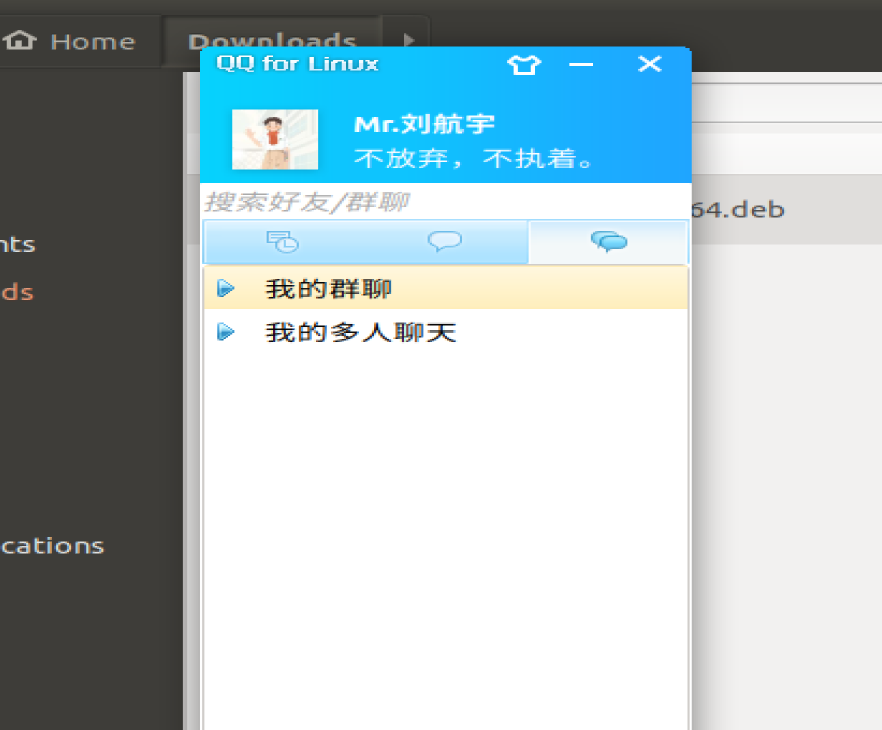 Home
Downloads
QQ for Linux
Mr.刘航宇
不放弃，不执着。
搜索好友/群聊
64.deb
nts
ds
我的群聊
我的多人聊天
cations